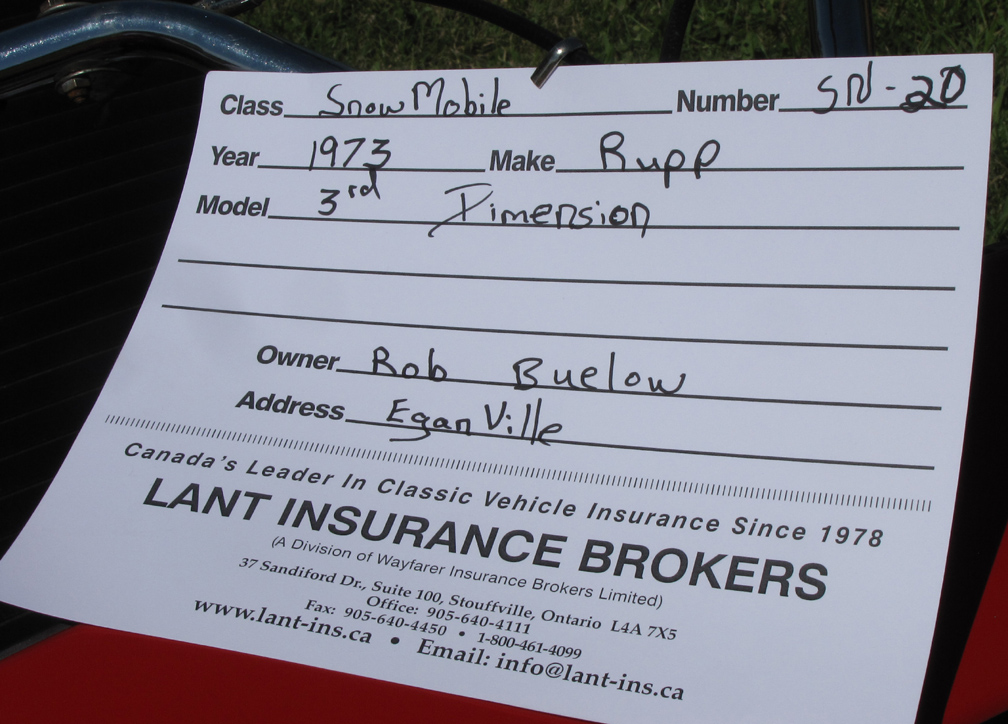 Class Snow Mobile Number SN-20
Year 1973 Make Rupp
Model 3rd Dimension
Owner Rob Buelow
Address Egan Ville
Canada's Leader In Classic Vehicle Insurance Since 1978
LANT INSURANCE BROKERS
(A Division of Wayfarer Insurance Brokers Limited)
37 Sandiford Dr., Suite 100, Stouffville, Ontario L4A 7X5
Office: 905-640-4111
Fax: 905-640-4450 • 1-800-461-4099
www.lant-ins.ca • Email: info@lant-ins.ca